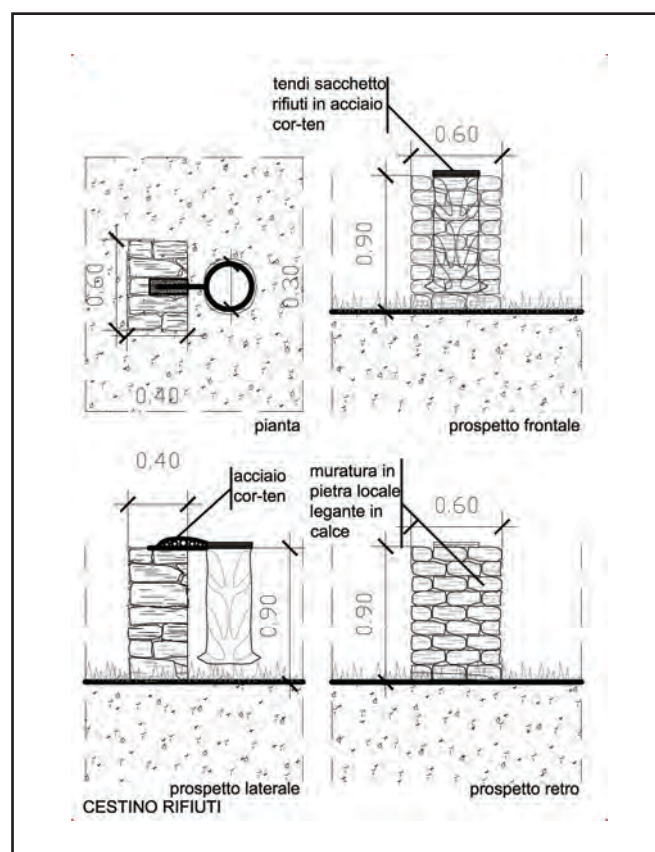 tendi sacchetto
rifiuti in acciaio
cor-ten
0.60
0.90
0.60
0.30
0.40
pianta
prospetto frontale
0.40
acciaio
cor-ten
0.90
muratura in
pietra locale
legante in
calce
0.60
0.90
prospetto laterale
prospetto retro
CESTINO RIFIUTI